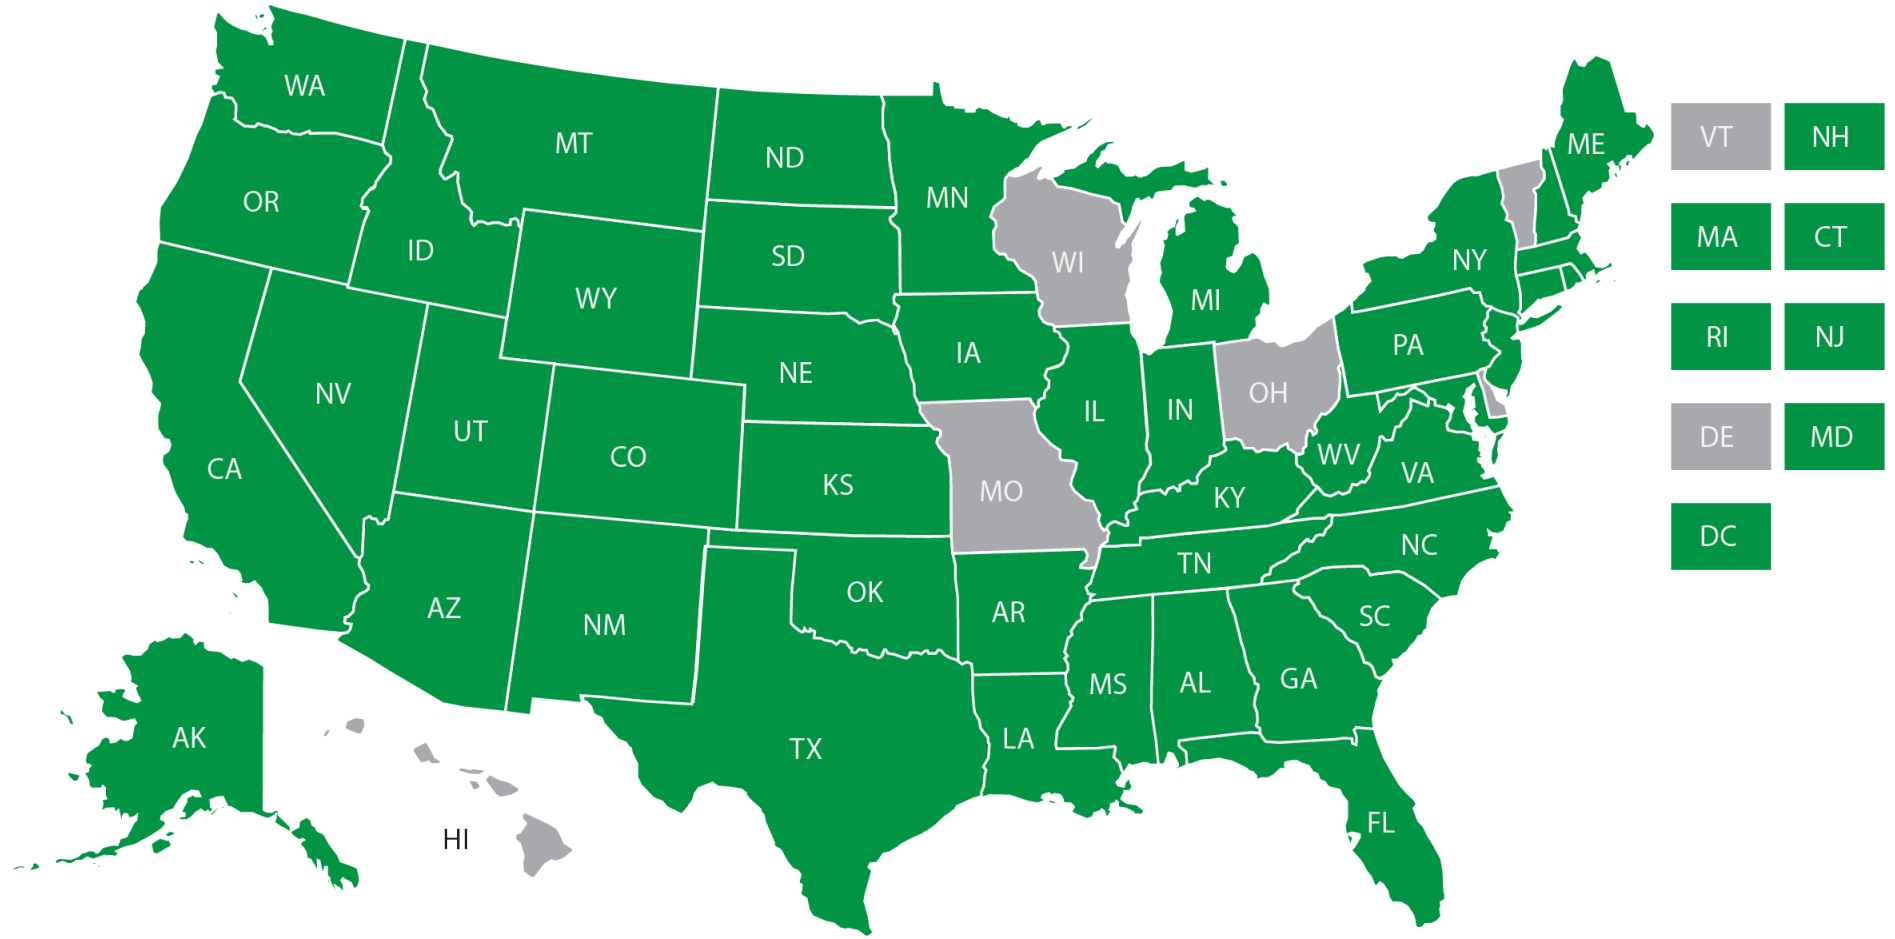 WA
MT
ND
MN
ME
VT NH
OR
ID
SD
WI
NY
MA CT
WY
MI
IA
PA
RI NJ
NV
NE
IL
IN
OH
UT
CO
WV
DE MD
CA
KS
MO
KY
VA
DC
TN
NC
AZ
NM
OK
AR
SC
MS
AL
GA
AK
TX
LA
HI
FL